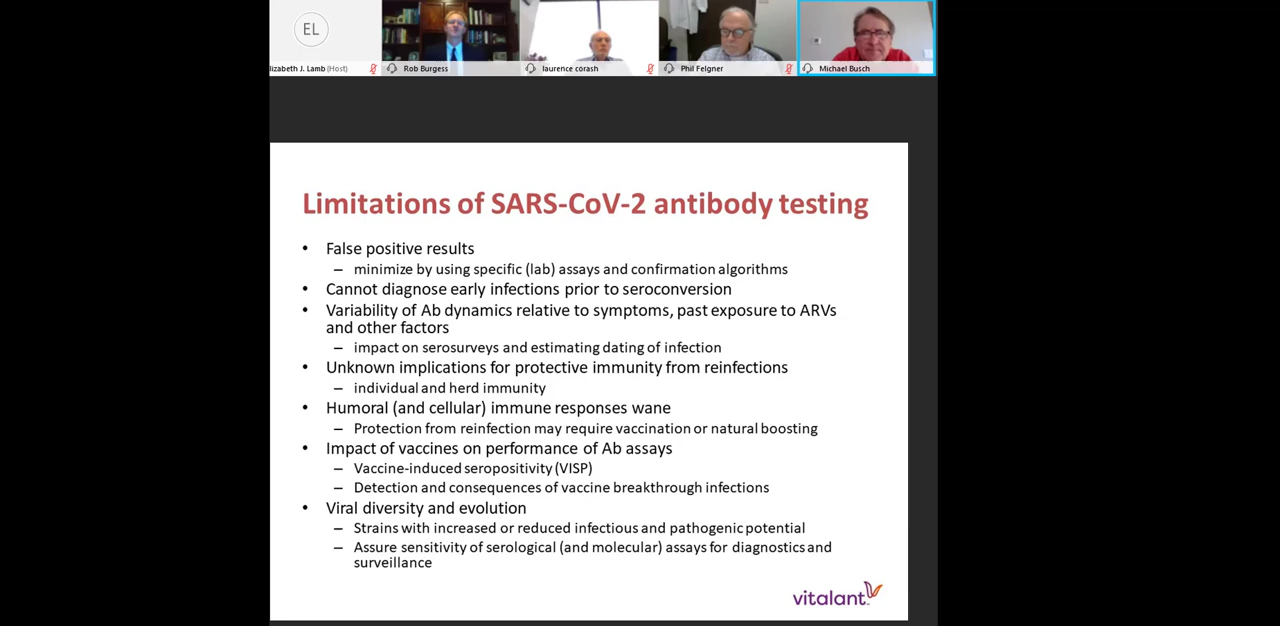 EL
lizabeth J. Lamb (Host)
Rob Burgess
laurence corash
Phil Felgner
Michael Busch
Limitations of SARS-CoV-2 antibody testing
• False positive results
– minimize by using specific (lab) assays and confirmation algorithms
• Cannot diagnose early infections prior to seroconversion
• Variability of Ab dynamics relative to symptoms, past exposure to ARVs
and other factors
– impact on serosurveys and estimating dating of infection
• Unknown implications for protective immunity from reinfections
– individual and herd immunity
• Humoral (and cellular) immune responses wane
– Protection from reinfection may require vaccination or natural boosting
• Impact of vaccines on performance of Ab assays
– Vaccine-induced seropositivity (VISP)
– Detection and consequences of vaccine breakthrough infections
• Viral diversity and evolution
– Strains with increased or reduced infectious and pathogenic potential
– Assure sensitivity of serological (and molecular) assays for diagnostics and
surveillance
vitalant